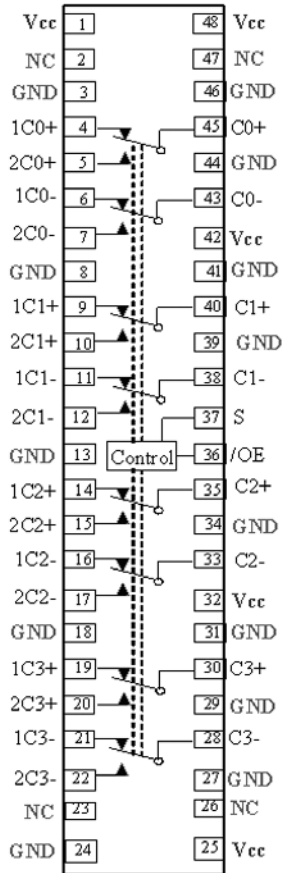 Vcc 1 48 Vcc
NC 2 47 NC
GND 3 46 GND
1C0+ 4 45 C0+
2C0+ 5 44 GND
1C0- 6 43 C0-
2C0- 7 42 Vcc
GND 8 41 GND
1C1+ 9 40 C1+
2C1+ 10 39 GND
1C1- 11 38 C1-
2C1- 12 37 S
GND 13 Control 36 /OE
1C2+ 14 35 C2+
2C2+ 15 34 GND
1C2- 16 33 C2-
2C2- 17 32 Vcc
GND 18 31 GND
1C3+ 19 30 C3+
2C3+ 20 29 GND
1C3- 21 28 C3-
2C3- 22 27 GND
NC 23 26 NC
GND 24 25 Vcc